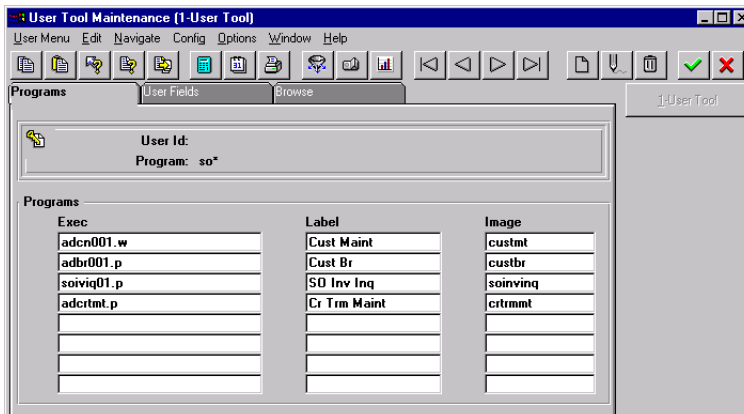 User Tool Maintenance (1-User Tool)
User Menu Edit Navigate Config Options Window Help
31
Programs User Fields Browse
1-User Tool
User Id:
Program: so*
Programs
Exec Label Image
adcn001.w Cust Maint custmt
adbr001.p Cust Br custbr
soiviq01.p SO Inv Inq soinvinq
adcrtmt.p Cr Trm Maint crtrmmt